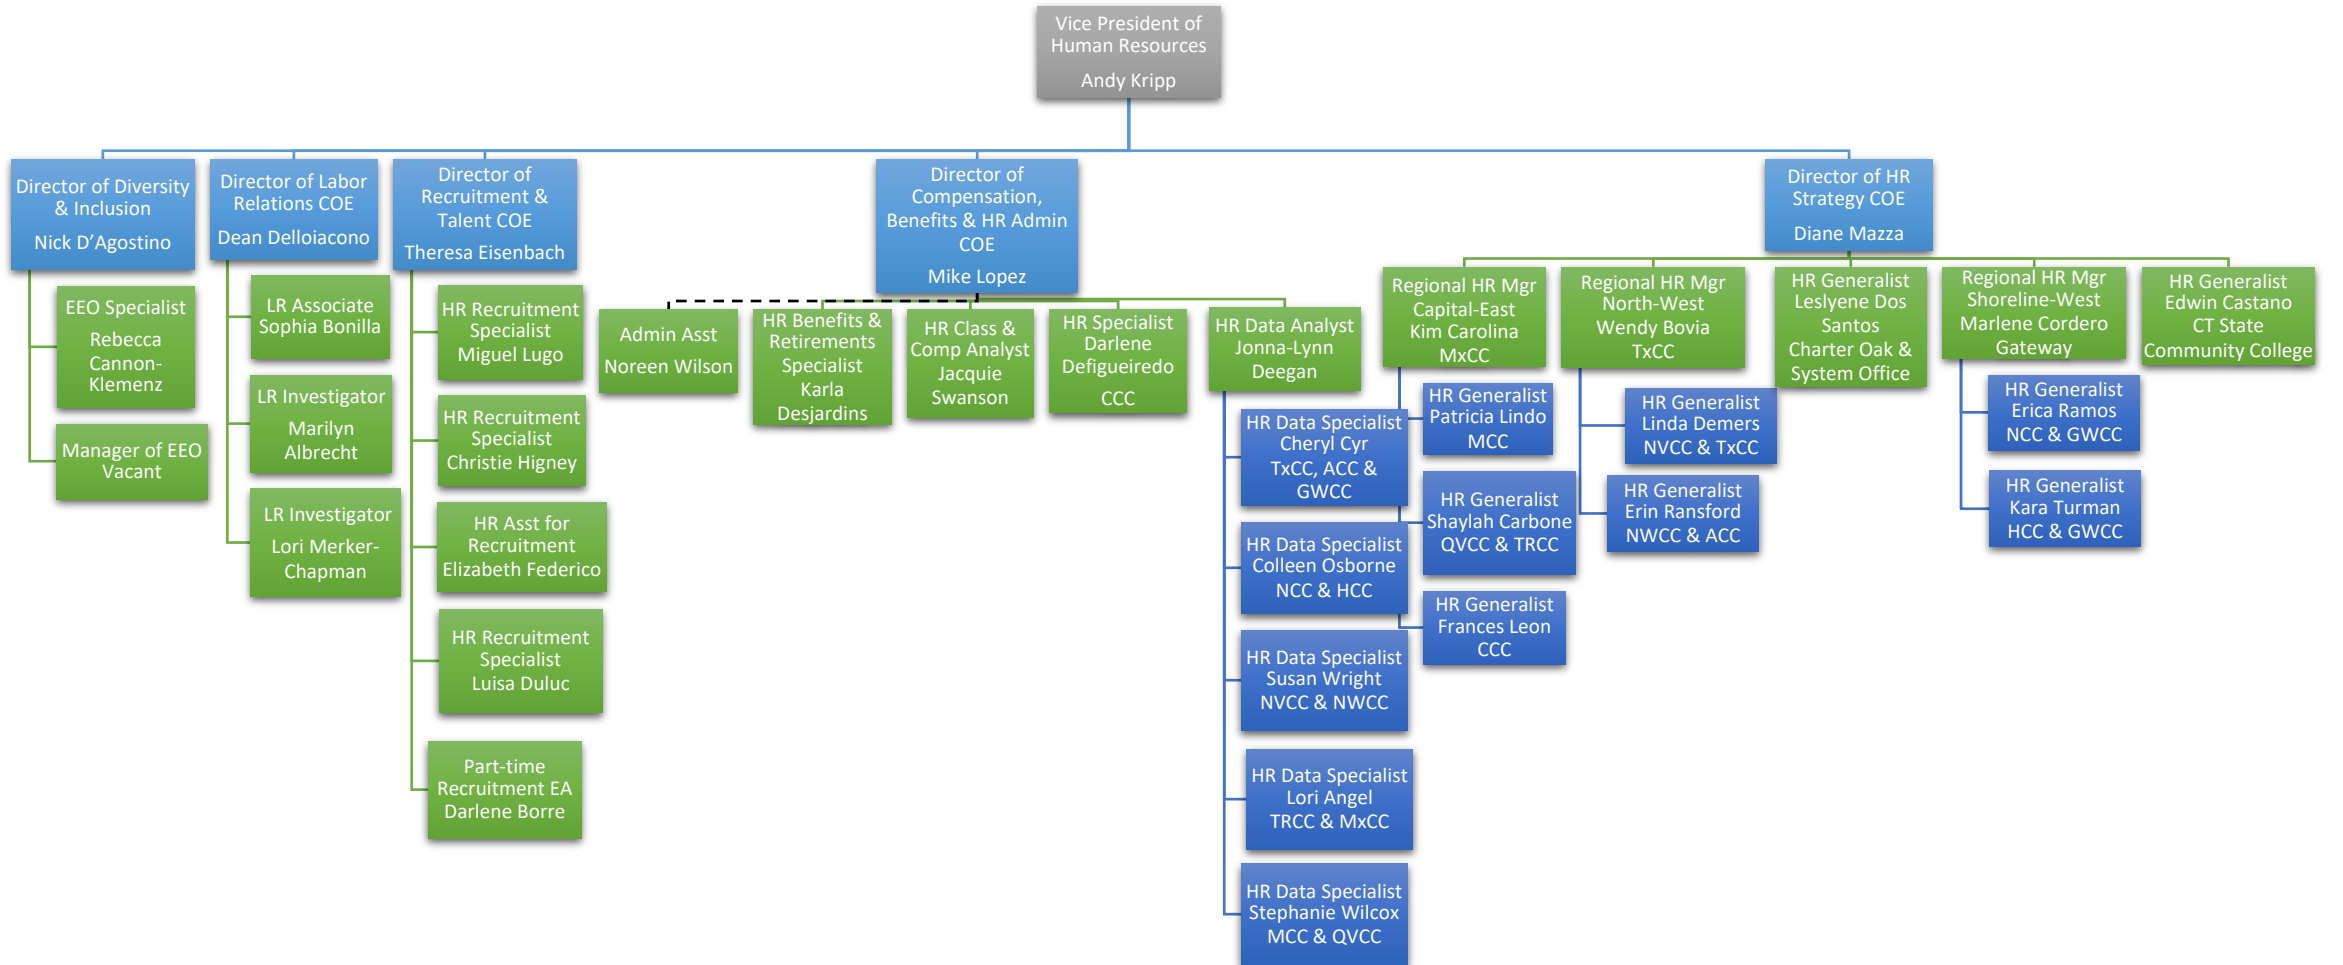 Vice President of
Human Resources
Andy Kripp
Director of Diversity
& Inclusion
Nick D’Agostino
Director of Labor
Relations COE
Dean Delloiacono
Director of
Recruitment &
Talent COE
Theresa Eisenbach
Director of
Compensation,
Benefits & HR Admin
COE
Mike Lopez
Director of HR
Strategy COE
Diane Mazza
EEO Specialist
Rebecca
Cannon-
Klemenz
Manager of EEO
Vacant
LR Associate
Sophia Bonilla
LR Investigator
Marilyn
Albrecht
LR Investigator
Lori Merker-
Chapman
HR Recruitment
Specialist
Miguel Lugo
HR Recruitment
Specialist
Christie Higney
HR Asst for
Recruitment
Elizabeth Federico
HR Recruitment
Specialist
Luisa Duluc
Part-time
Recruitment EA
Darlene Borre
Admin Asst
Noreen Wilson
HR Benefits &
Retirements
Specialist
Karla
Desjardins
HR Class &
Comp Analyst
Jacquie
Swanson
HR Specialist
Darlene
Defigueiredo
CCC
HR Data Analyst
Jonna-Lynn
Deegan
HR Data Specialist
Cheryl Cyr
TxCC, ACC &
GWCC
HR Data Specialist
Colleen Osborne
NCC & HCC
HR Data Specialist
Susan Wright
NVCC & NWCC
HR Data Specialist
Lori Angel
TRCC & MxCC
HR Data Specialist
Stephanie Wilcox
MCC & QVCC
Regional HR Mgr
Capital-East
Kim Carolina
MxCC
HR Generalist
Patricia Lindo
MCC
HR Generalist
Shaylah Carbone
QVCC & TRCC
HR Generalist
Frances Leon
CCC
Regional HR Mgr
North-West
Wendy Bovia
TxCC
HR Generalist
Linda Demers
NVCC & TxCC
HR Generalist
Erin Ransford
NWCC & ACC
HR Generalist
Leslyene Dos
Santos
Charter Oak &
System Office
Regional HR Mgr
Shoreline-West
Marlene Cordero
Gateway
HR Generalist
Erica Ramos
NCC & GWCC
HR Generalist
Kara Turman
HCC & GWCC
HR Generalist
Edwin Castano
CT State
Community College